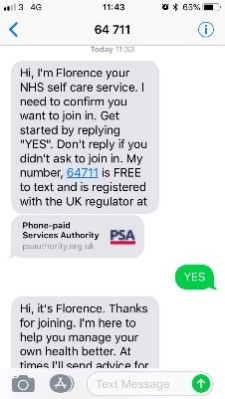 3 4G 11:43 65%
64 711
Today 11:33
Hi, I'm Florence your
NHS self care service. I
need to confirm you
want to join in. Get
started by replying
"YES". Don't reply if you
didn't ask to join in. My
number, 64711 is FREE
to text and is registered
with the UK regulator at
Phone-paid
Services Authority PSA
psauthority.org.uk
YES
Hi, it's Florence. Thanks
for joining. I'm here to
help you manage your
own health better. At
times I'll send advice for
Text Message